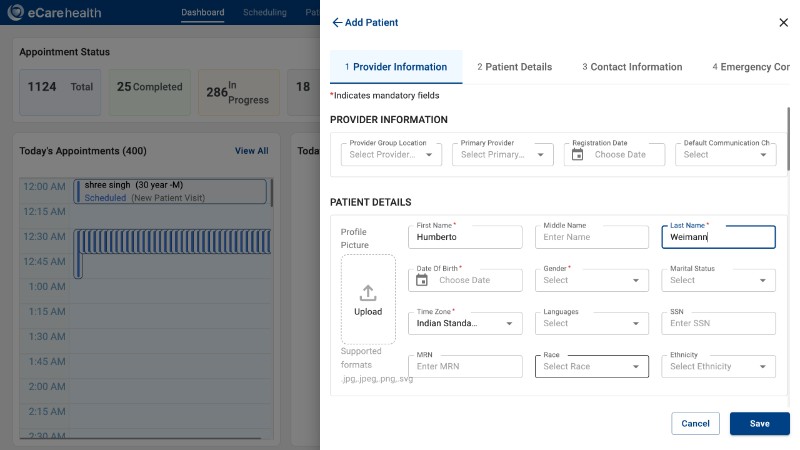 eCarehealth
Dashboard
Scheduling
Appointment Status
1124 Total
25 Completed
286 In Progress
18
Today's Appointments (400)
View All
12:00 AM
shree singh (30 year -M)
Scheduled (New Patient Visit)
12:15 AM
12:30 AM
12:45 AM
1:00 AM
1:15 AM
1:30 AM
1:45 AM
2:00 AM
2:15 AM
2:30 AM
Add Patient
1 Provider Information
2 Patient Details
3 Contact Information
4 Emergency Con
*Indicates mandatory fields
PROVIDER INFORMATION
Provider Group Location
Select Provider...
Primary Provider
Select Primary...
Registration Date
Choose Date
Default Communication Ch...
Select
PATIENT DETAILS
Profile Picture
Upload
Supported formats
.jpg,.jpeg,.png,.svg
First Name *
Humberto
Middle Name
Enter Name
Last Name *
Weimann
Date Of Birth *
Choose Date
Gender *
Select
Marital Status
Select
Time Zone *
Indian Standa...
Languages
Select
SSN
Enter SSN
MRN
Enter MRN
Race
Select Race
Ethnicity
Select Ethnicity
Cancel
Save